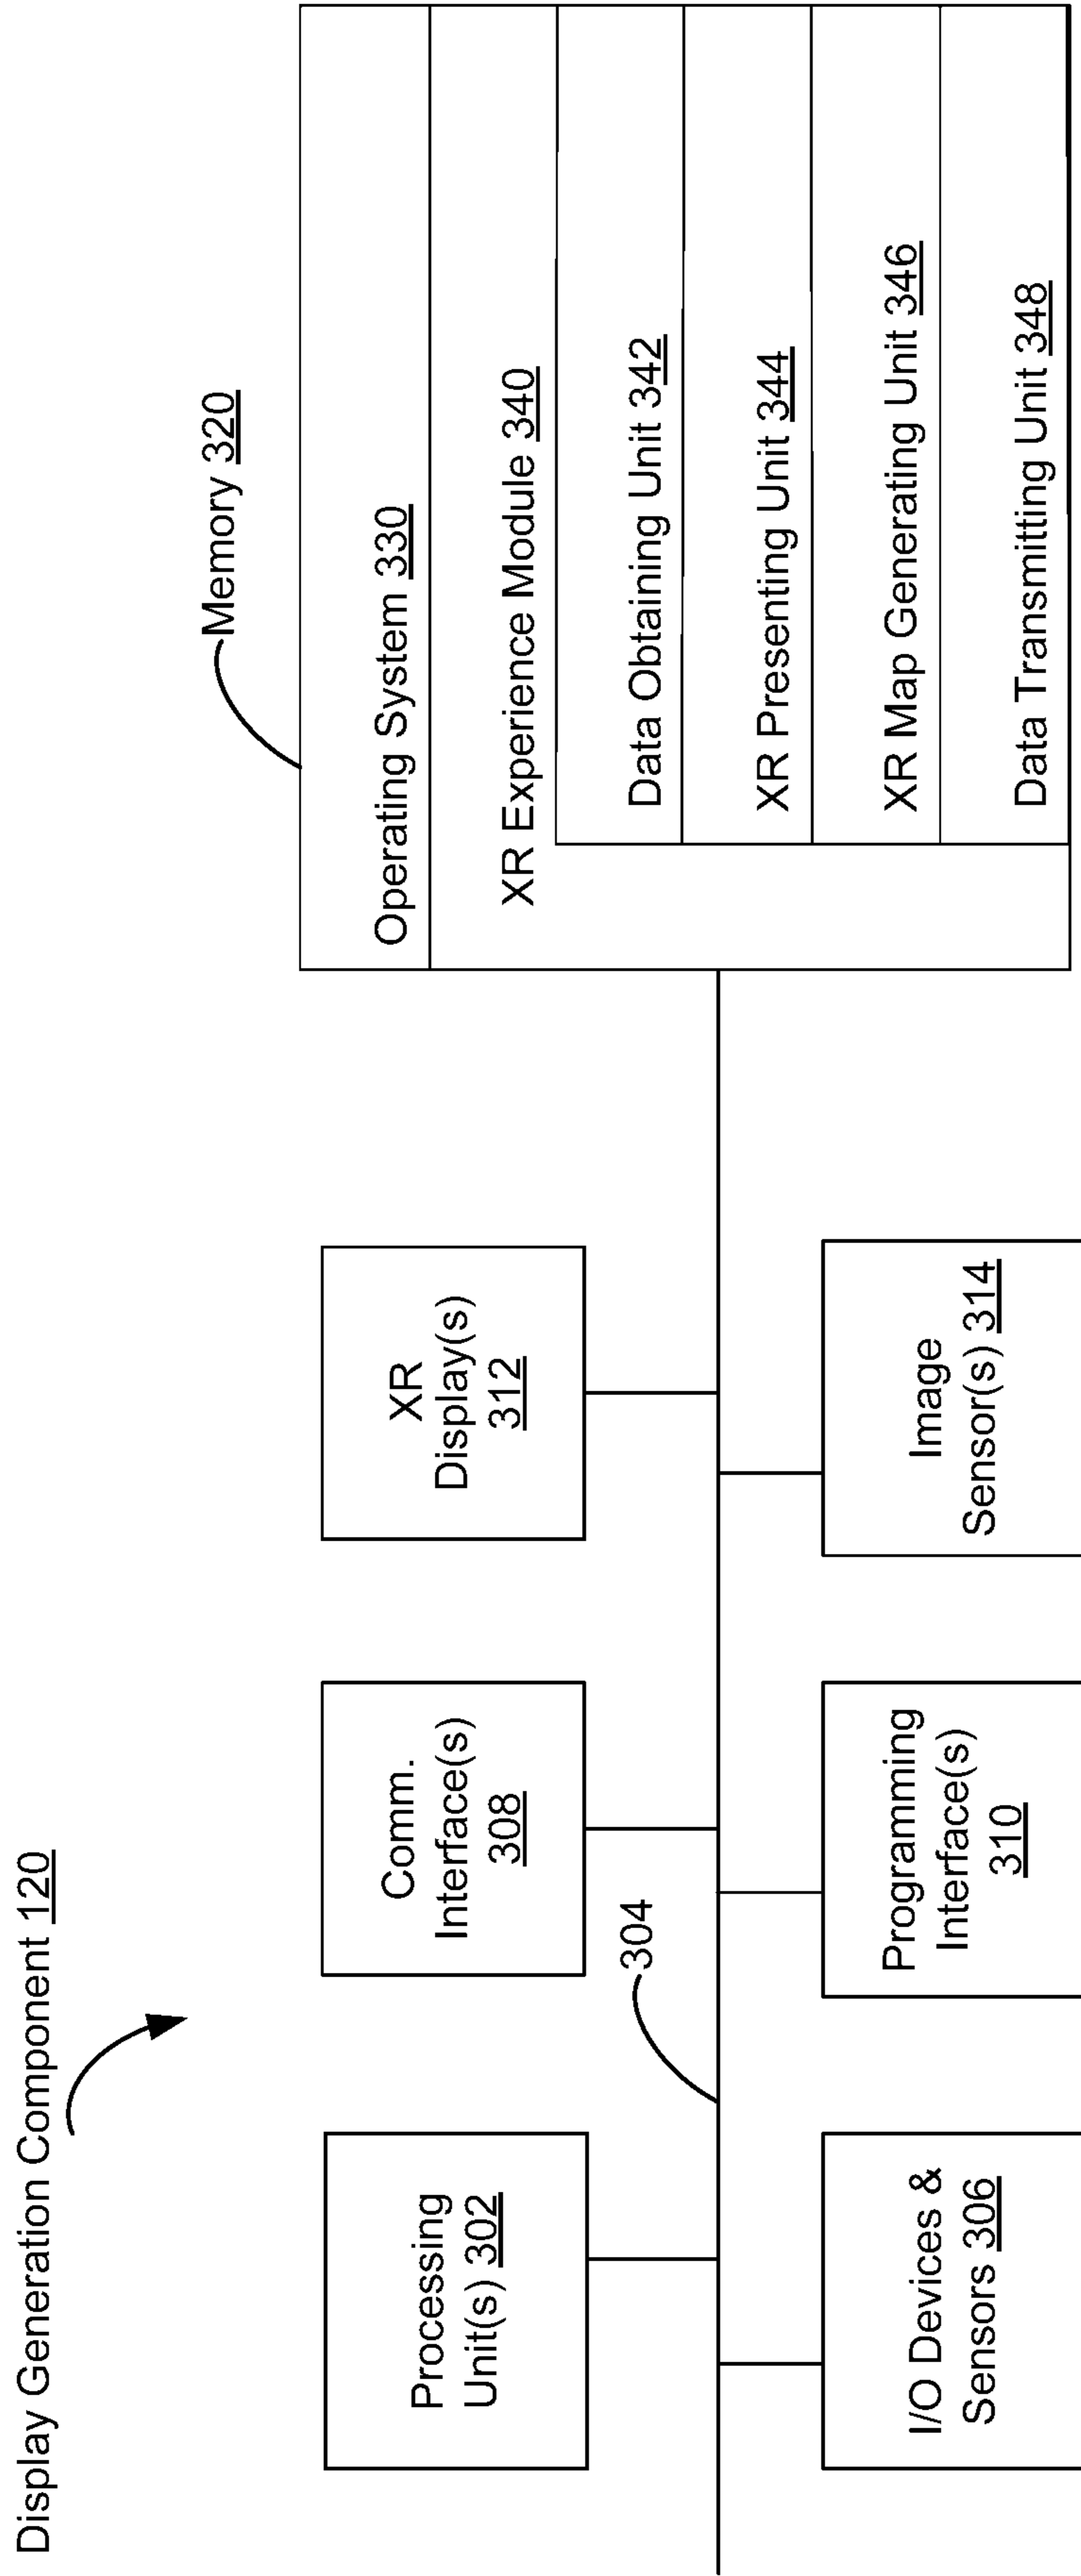 Display Generation Component 120
Memory 320
Operating System 330
XR Experience Module 340
Data Obtaining Unit 342
XR Presenting Unit 344
XR Map Generating Unit 346
Data Transmitting Unit 348
Processing
Unit(s) 302
Comm.
Interface(s)
308
XR
Display(s)
312
304
I/O Devices &
Sensors 306
Programming
Interface(s)
310
Image
Sensor(s) 314